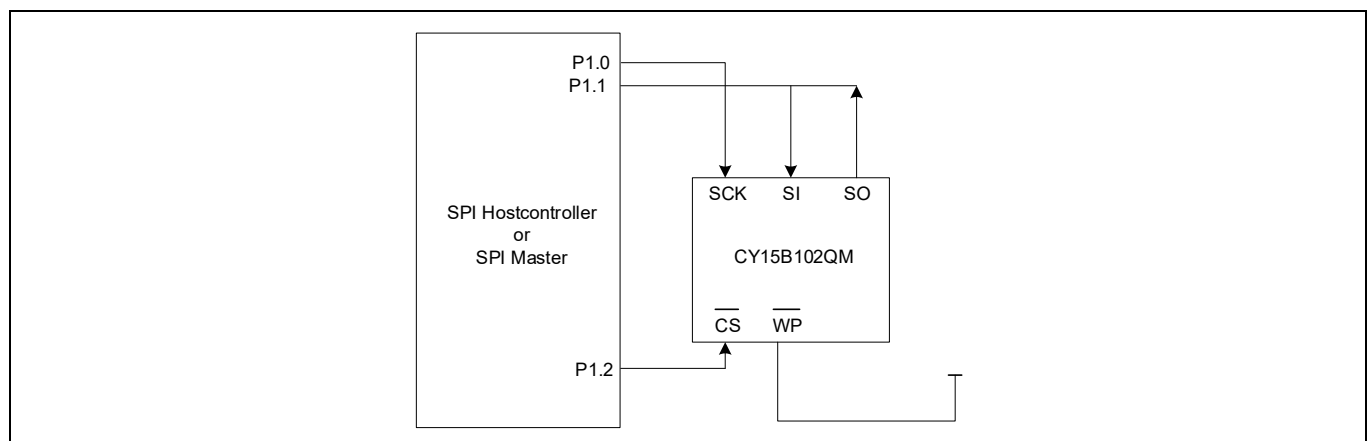 P1.0
P1.1
SPI Hostcontroller
or
SPI Master
P1.2
SCK SI SO
CY15B102QM
CS WP